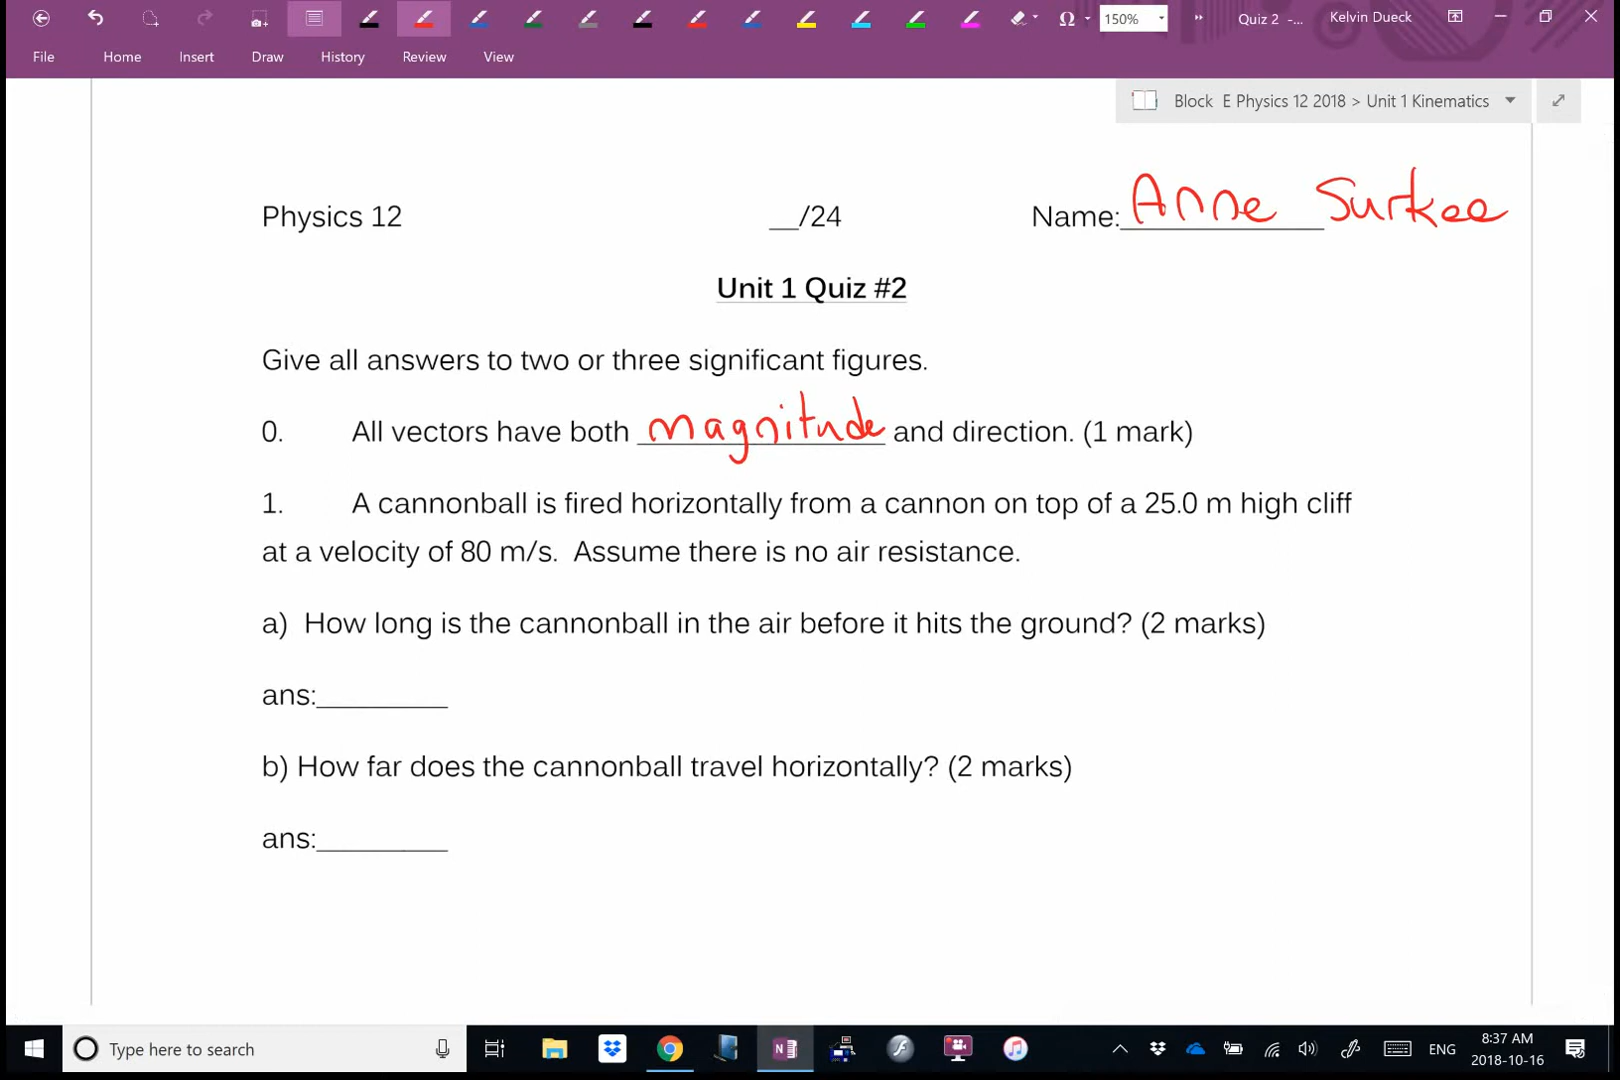 150%
Quiz 2 -...
Kelvin Dueck
File Home Insert Draw History Review View
Block E Physics 12 2018 > Unit 1 Kinematics
Physics 12 __/24 Name:______________ Anne Surkee
Unit 1 Quiz #2
Give all answers to two or three significant figures.
0. All vectors have both magnitude and direction. (1 mark)
1. A cannonball is fired horizontally from a cannon on top of a 25.0 m high cliff
at a velocity of 80 m/s. Assume there is no air resistance.
a) How long is the cannonball in the air before it hits the ground? (2 marks)
ans:_________
b) How far does the cannonball travel horizontally? (2 marks)
ans:_________
Type here to search
ENG
8:37 AM
2018-10-16